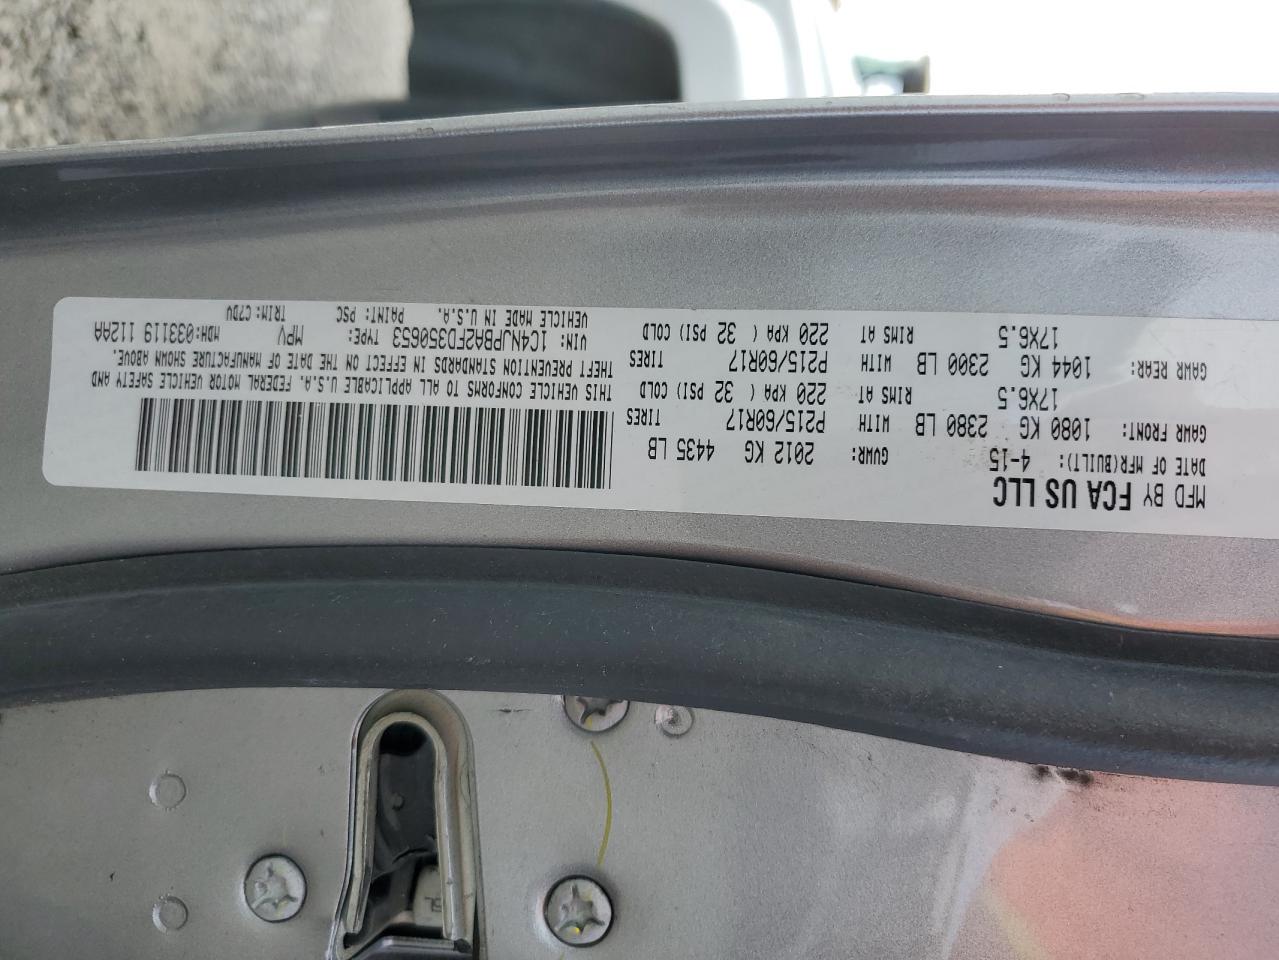 MFD BY FCA US LLC
DATE OF MFR(BUILT): 4-15
GVWR: 2012 KG 4435 LB
GAWR FRONT: 1080 KG 2380 LB WITH P215/60R17 TIRES
17X6.5 RIMS AT 220 KPA ( 32 PSI) COLD
GAWR REAR: 1044 KG 2300 LB WITH P215/60R17 TIRES
17X6.5 RIMS AT 220 KPA ( 32 PSI) COLD
THIS VEHICLE CONFORMS TO ALL APPLICABLE U.S.A. FEDERAL MOTOR VEHICLE SAFETY AND
THEFT PREVENTION STANDARDS IN EFFECT ON THE DATE OF MANUFACTURE SHOWN ABOVE.
VIN: 1C4NJPBA2FD350653 TYPE: MPV MDH:033119 112AA
VEHICLE MADE IN U.S.A. PAINT: PSC TRIM: C7DV